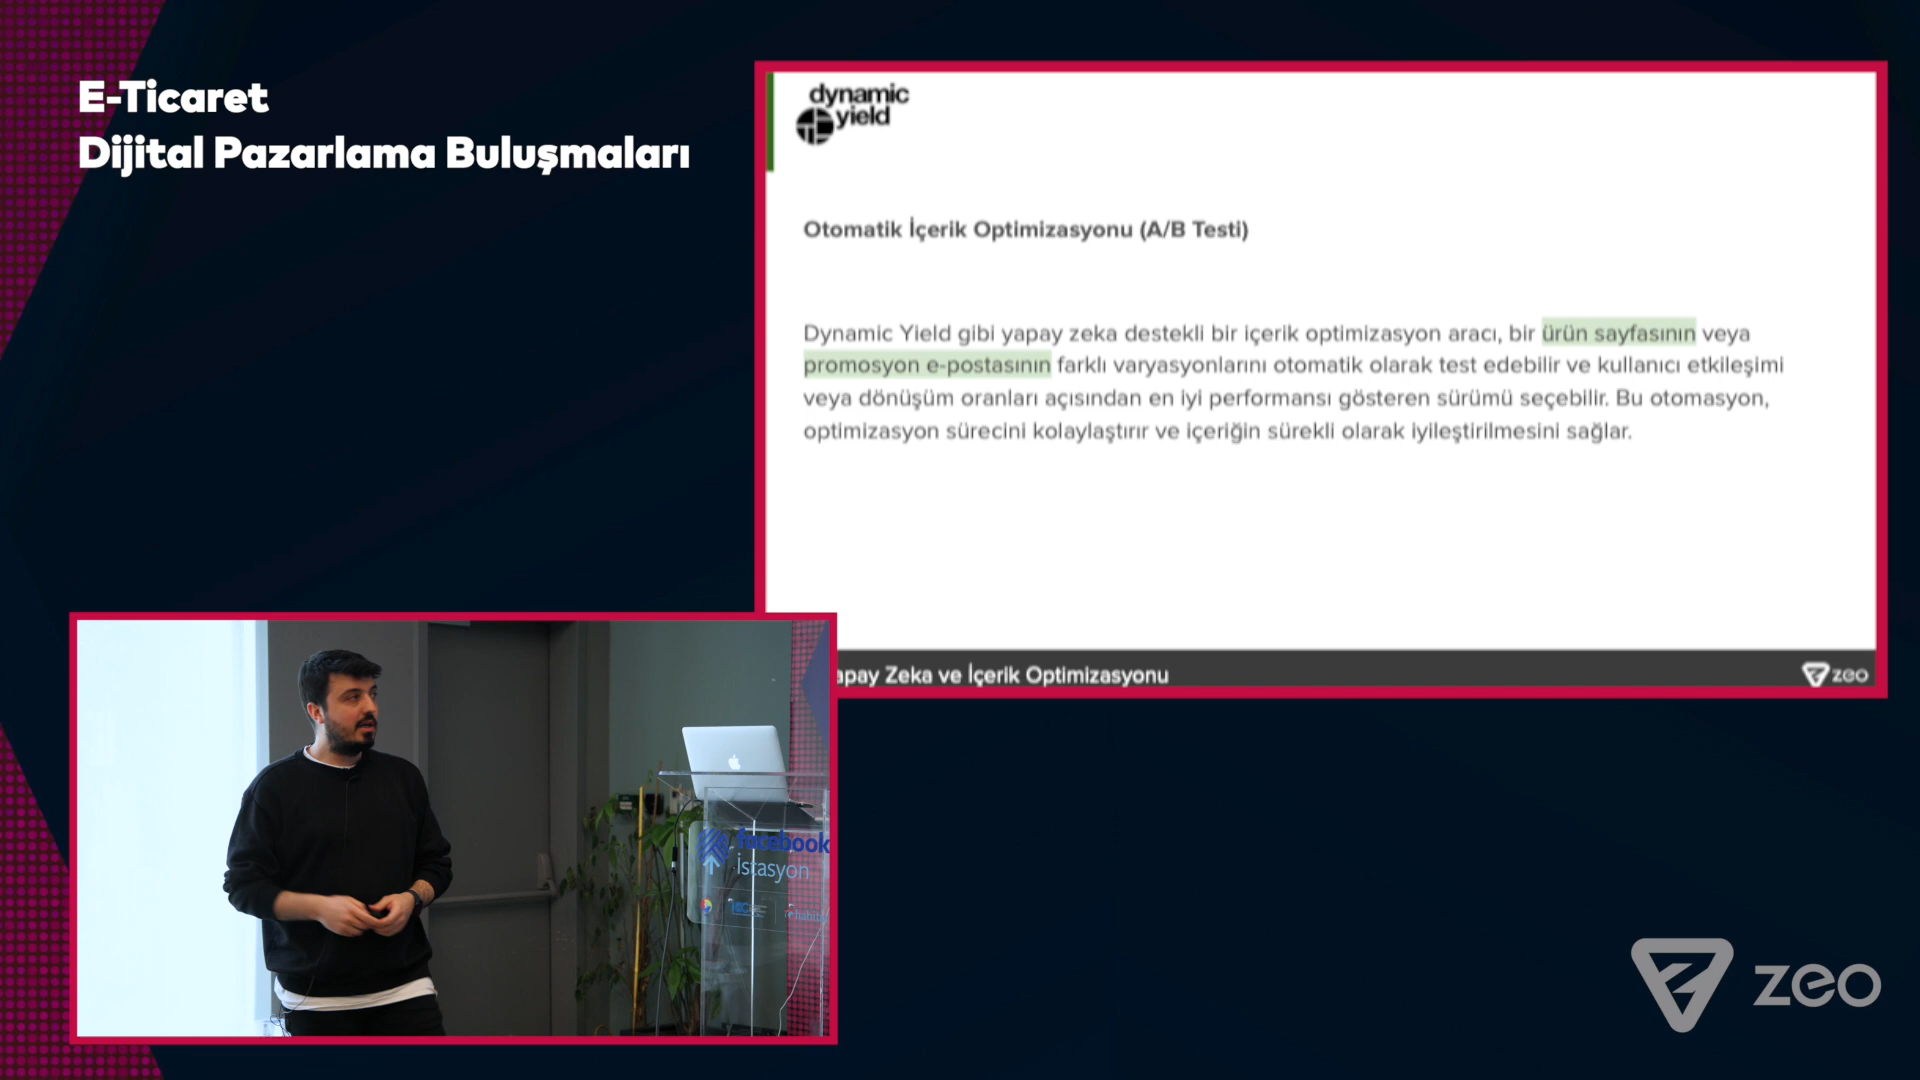 E-Ticaret
Dijital Pazarlama Buluşmaları
dynamic
yield
Otomatik İçerik Optimizasyonu (A/B Testi)
Dynamic Yield gibi yapay zeka destekli bir içerik optimizasyon aracı, bir ürün sayfasının veya
promosyon e-postasının farklı varyasyonlarını otomatik olarak test edebilir ve kullanıcı etkileşimi
veya dönüşüm oranları açısından en iyi performansı gösteren sürümü seçebilir. Bu otomasyon,
optimizasyon sürecini kolaylaştırır ve içeriğin sürekli olarak iyileştirilmesini sağlar.
apay Zeka ve İçerik Optimizasyonu
zeo
facebook
İstasyon
zeo